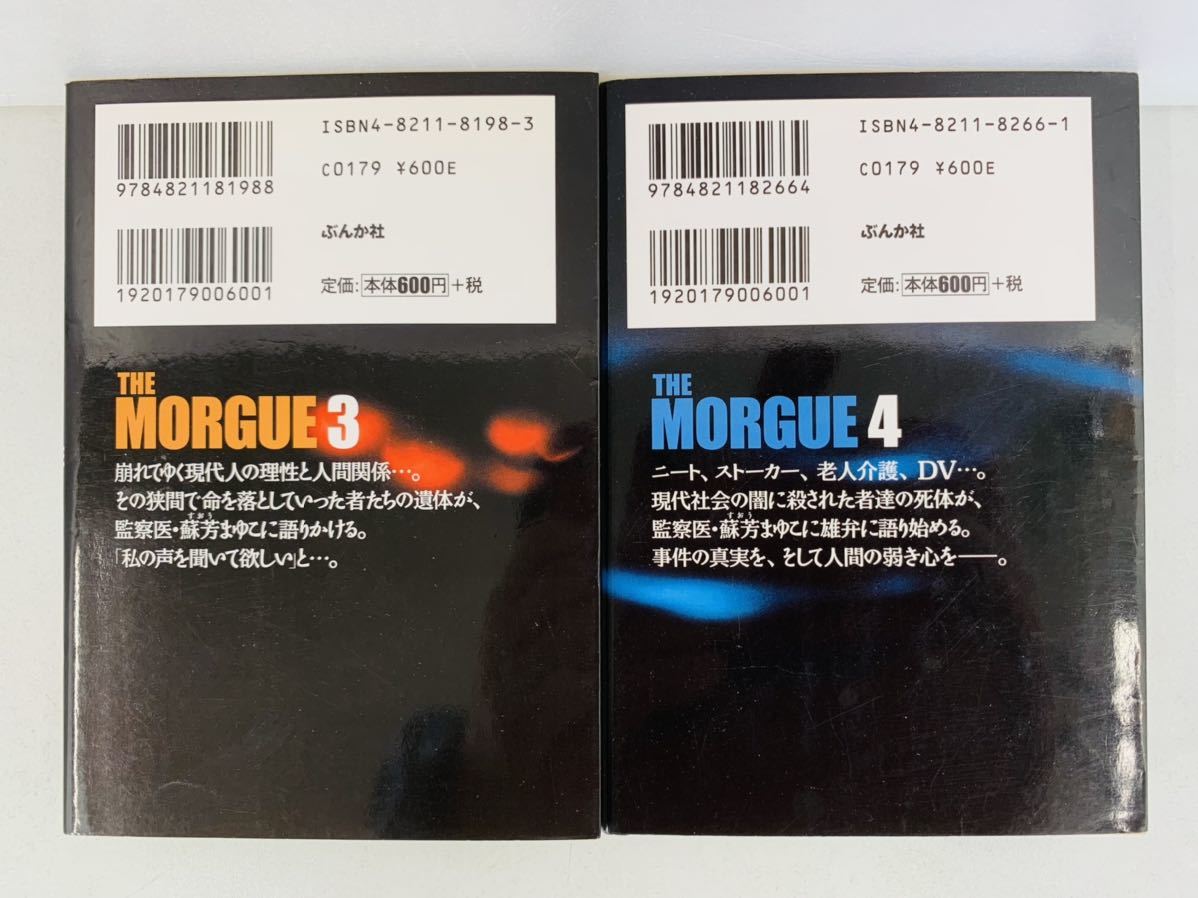 ISBN4-8211-8198-3
C0179 ¥600E
9784821181988
ぶんか社
1920179006001
定価:本体600円+税
THE
MORGUE 3
崩れてゆく現代人の理性と人間関係…。
その狭間で命を落としていった者たちの遺体が、
すおう
監察医・蘇芳まゆこに語りかける。
「私の声を聞いて欲しい」と…。
ISBN4-8211-8266-1
C0179 ¥600E
9784821182664
ぶんか社
1920179006001
定価:本体600円+税
THE
MORGUE 4
ニート、ストーカー、老人介護、DV…。
現代社会の闇に殺された者達の死体が、
すおう
監察医・蘇芳まゆこに雄弁に語り始める。
事件の真実を、そして人間の弱き心を――。